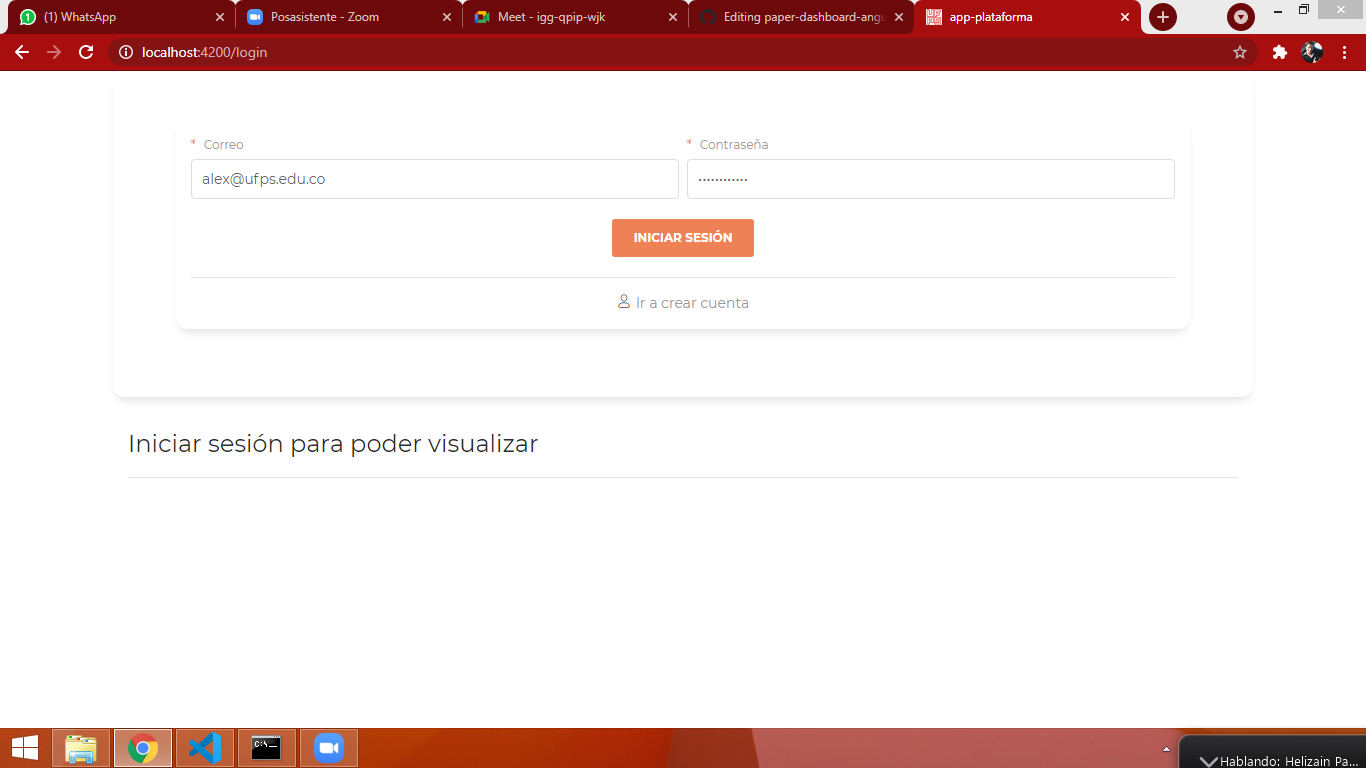 (1) WhatsApp
Posasistente - Zoom
Meet - igg-qpip-wjk
Editing paper-dashboard-angu
app-plataforma
localhost:4200/login
* Correo
* Contraseña
alex@ufps.edu.co
••••••••••••
INICIAR SESIÓN
Ir a crear cuenta
Iniciar sesión para poder visualizar
C:\_
Hablando: Helizain Pa...